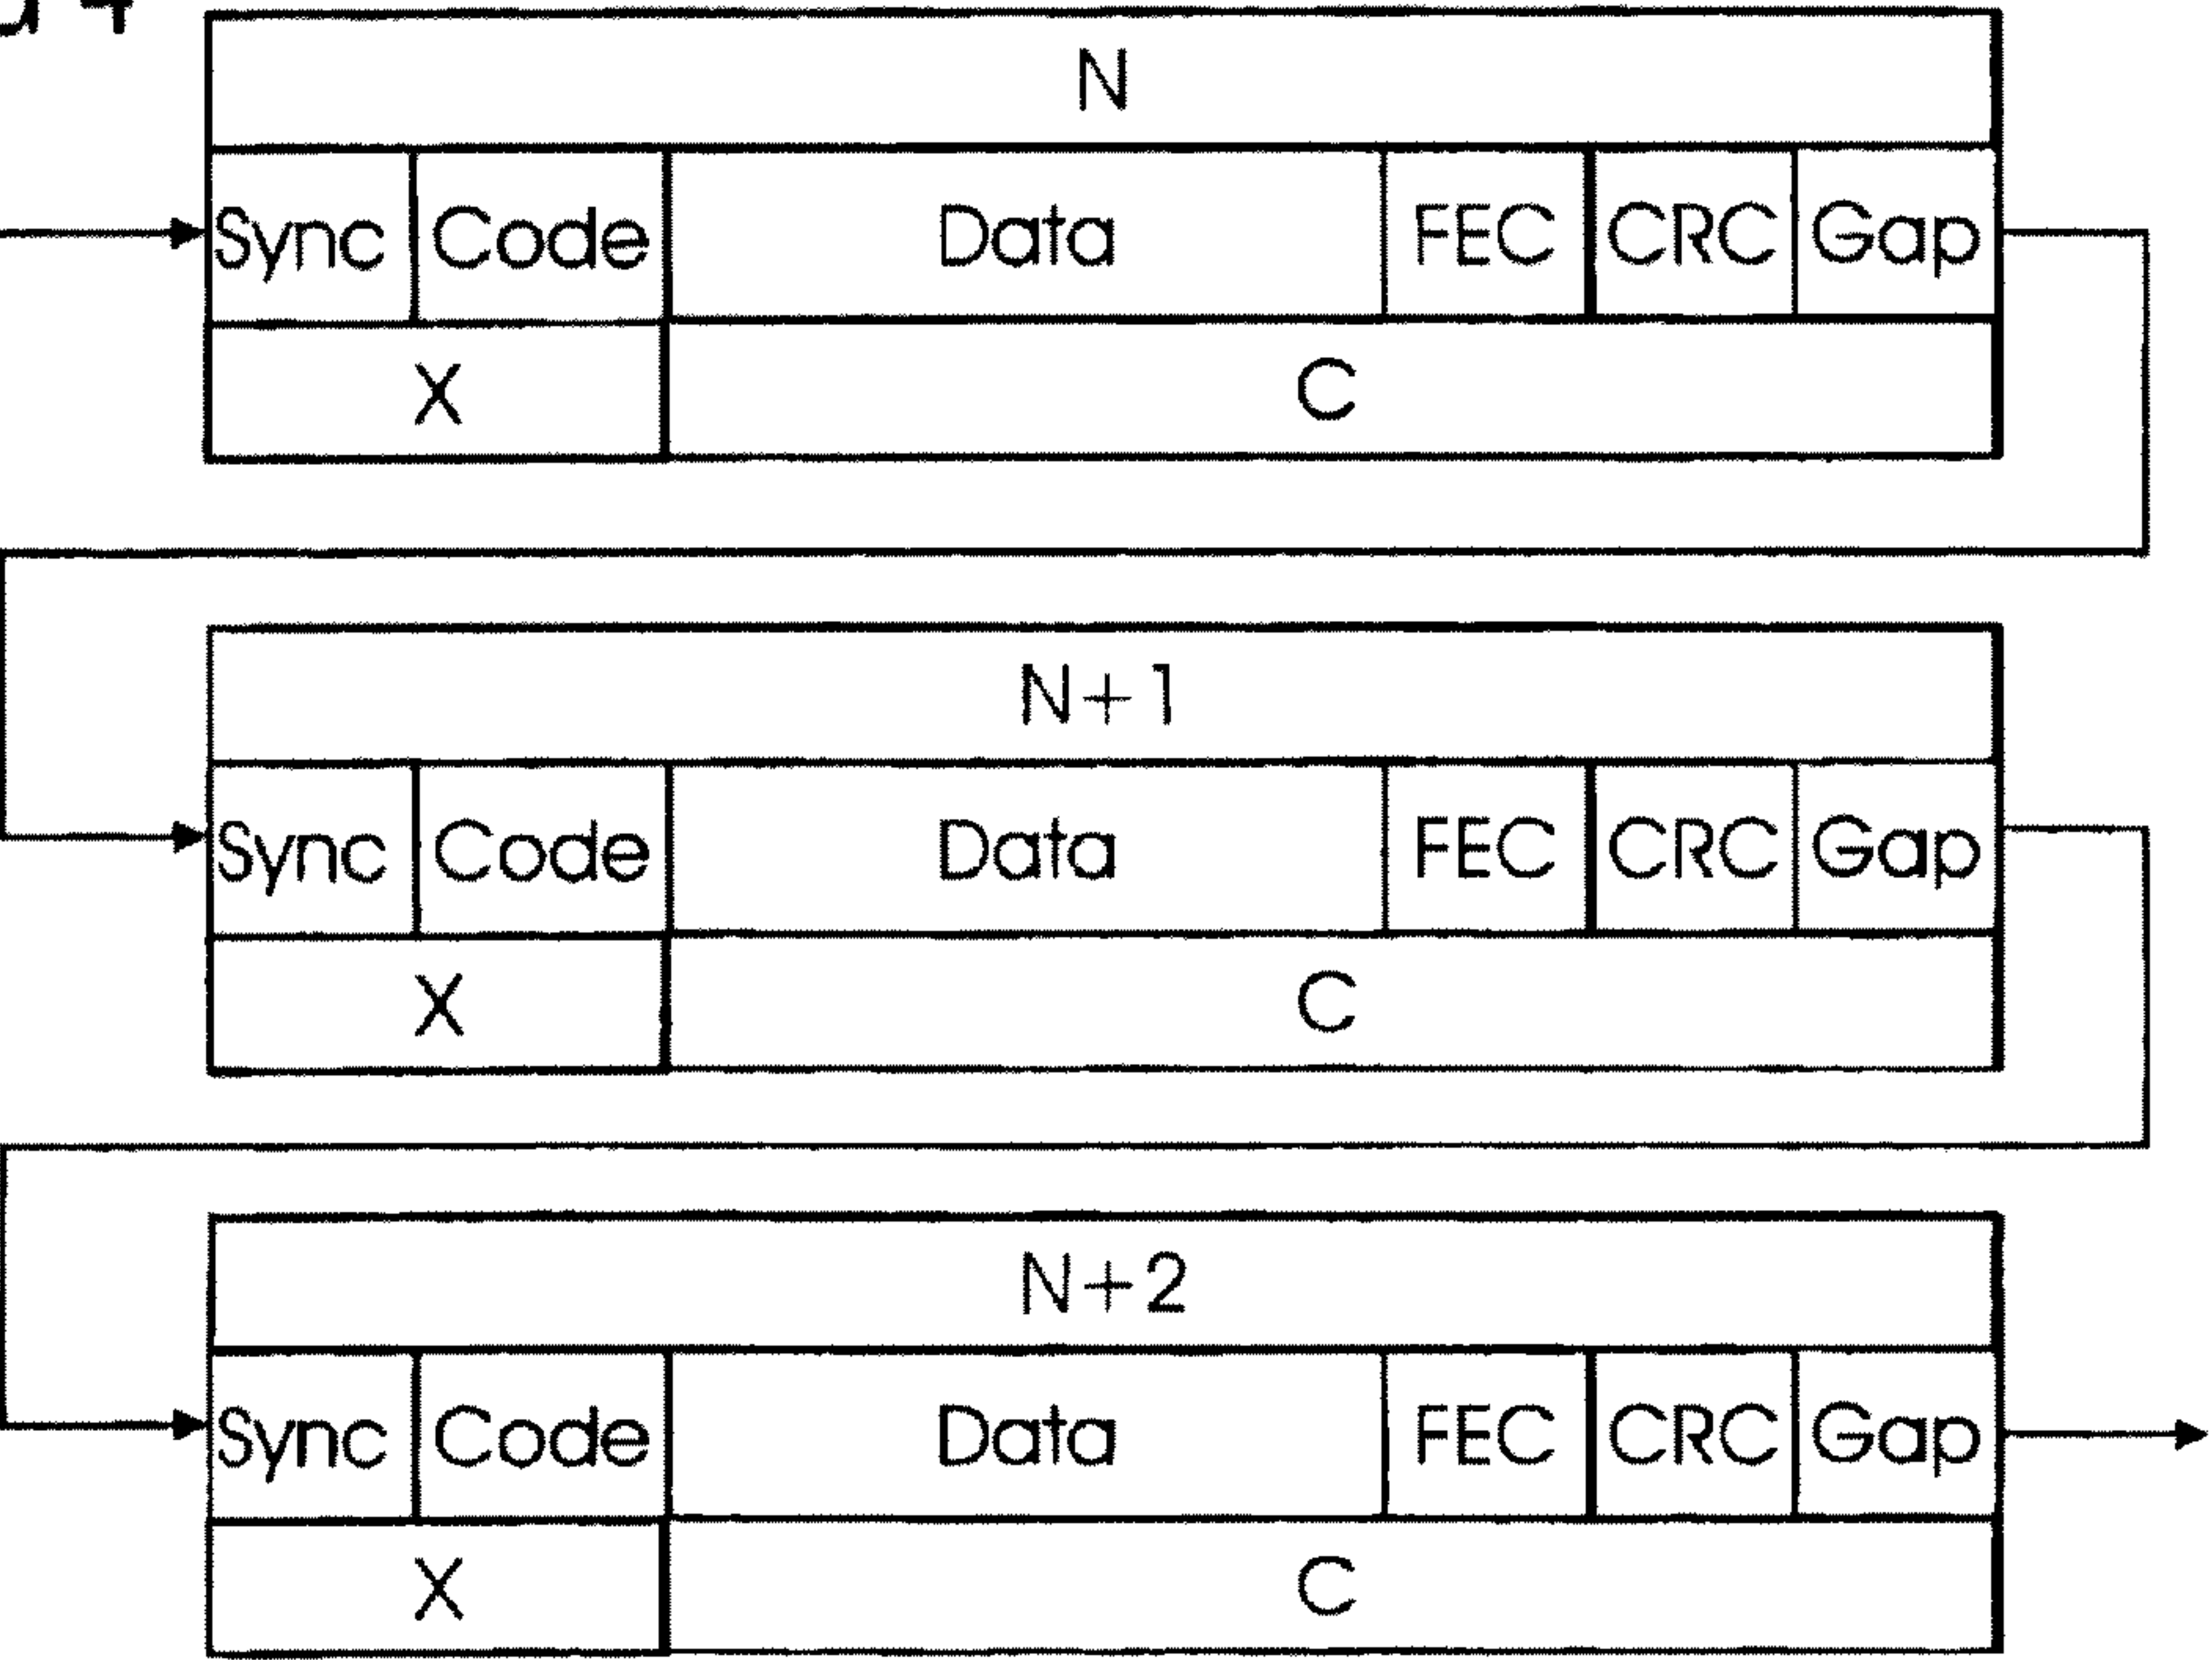 N
Sync Code Data FEC CRC Gap
X C
N+1
Sync Code Data FEC CRC Gap
X C
N+2
Sync Code Data FEC CRC Gap
X C